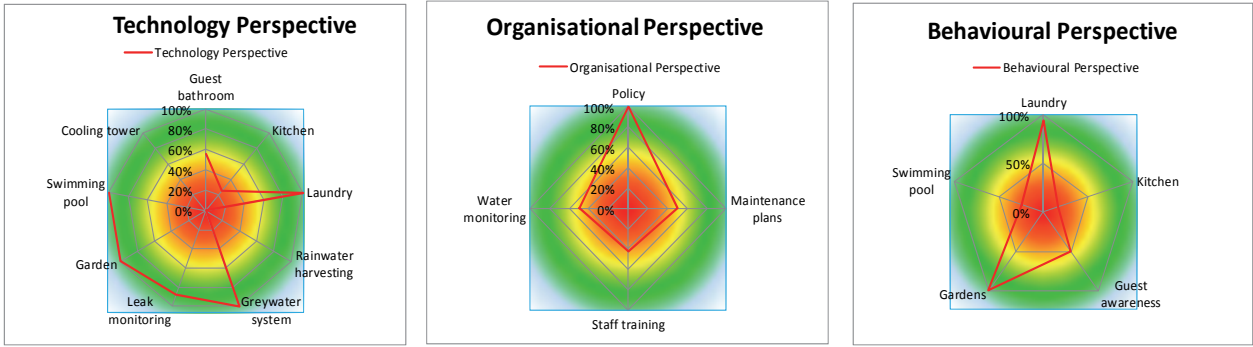 Technology Perspective
Technology Perspective
Guest
bathroom
100%
80%
60%
40%
20%
0%
Kitchen
Laundry
Rainwater
harvesting
Greywater
system
Leak
monitoring
Garden
Swimming
pool
Cooling tower
Organisational Perspective
Organisational Perspective
Policy
100%
80%
60%
40%
20%
0%
Maintenance
plans
Staff training
Water
monitoring
Behavioural Perspective
Behavioural Perspective
Laundry
100%
50%
0%
Kitchen
Guest
awareness
Gardens
Swimming
pool